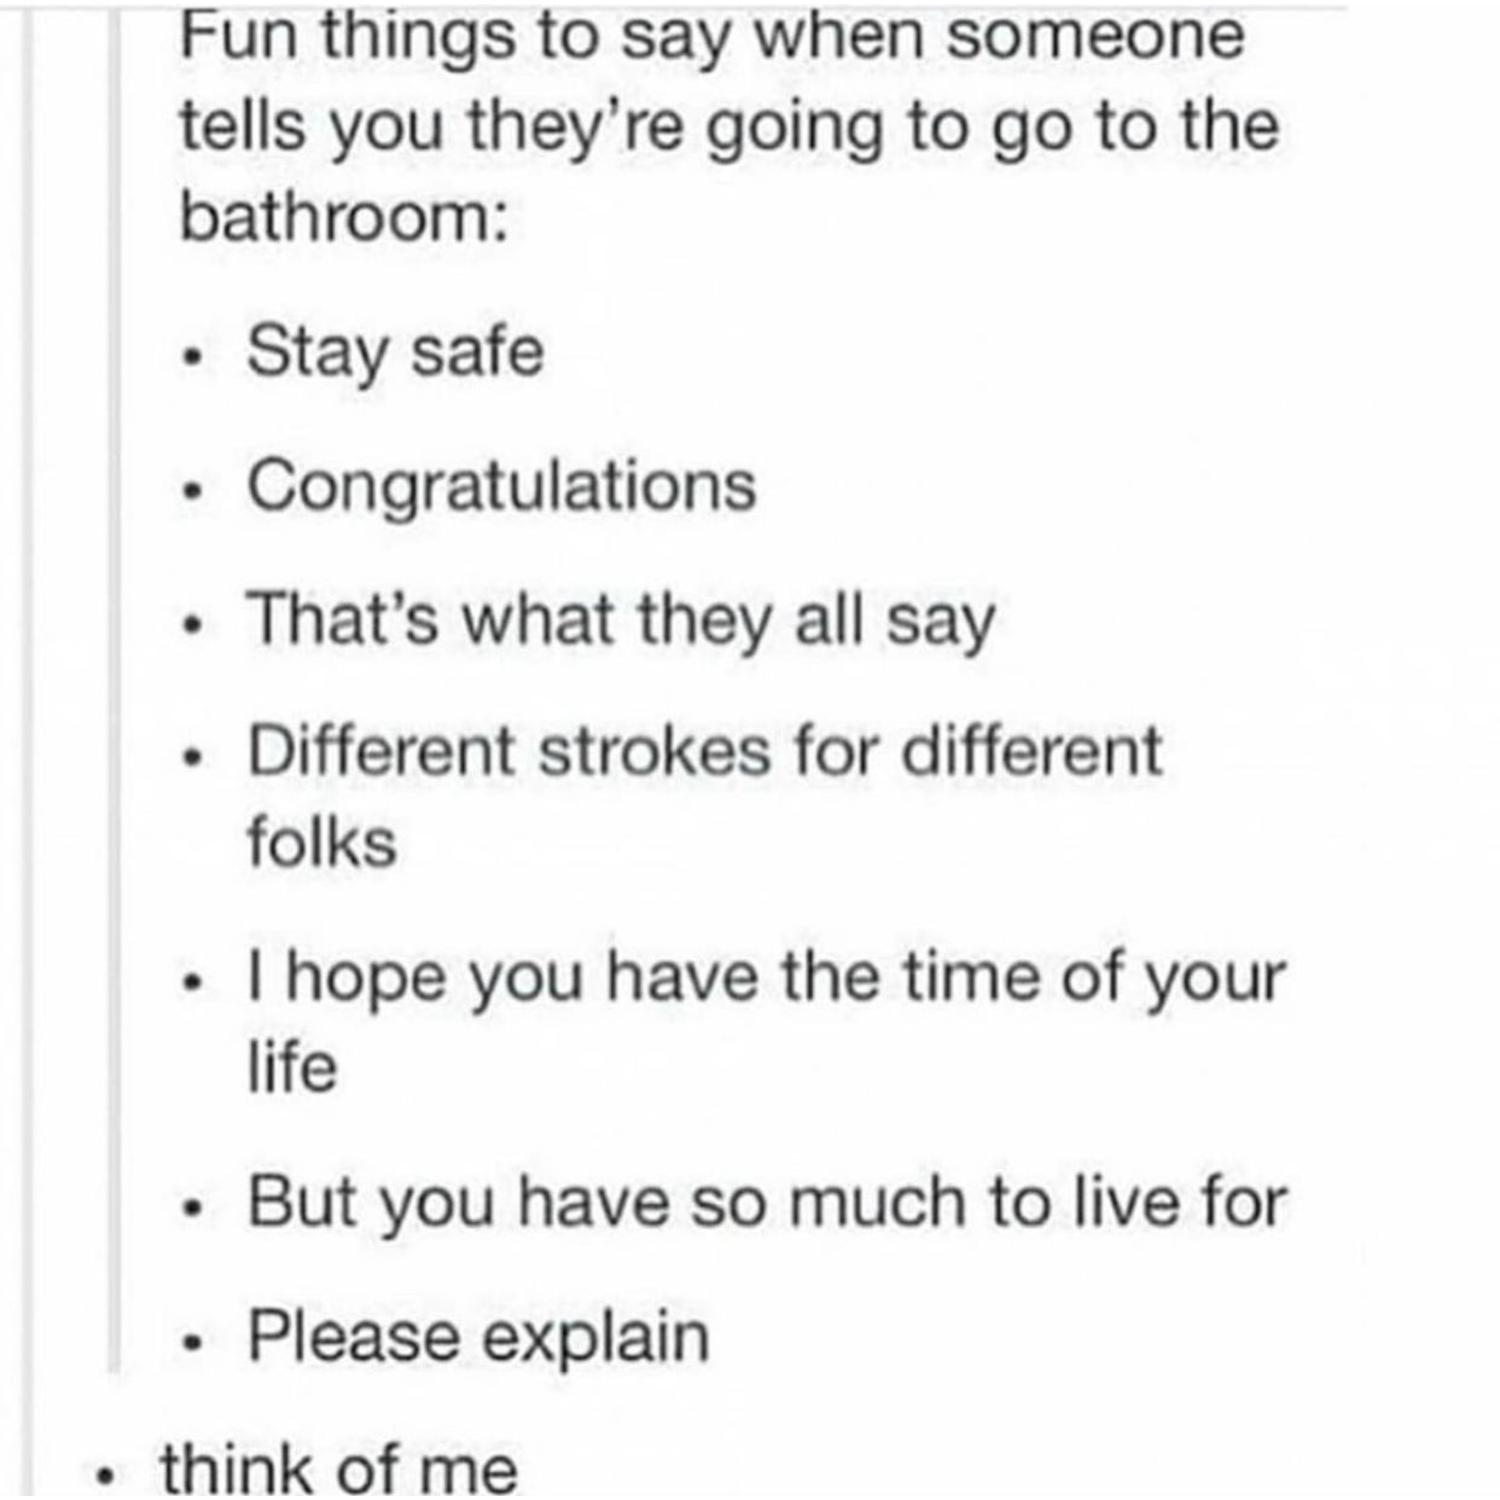 Fun things to say when someone
tells you they’re going to go to the
bathroom:
• Stay safe
• Congratulations
• That’s what they all say
• Different strokes for different
folks
• I hope you have the time of your
life
• But you have so much to live for
• Please explain
• think of me